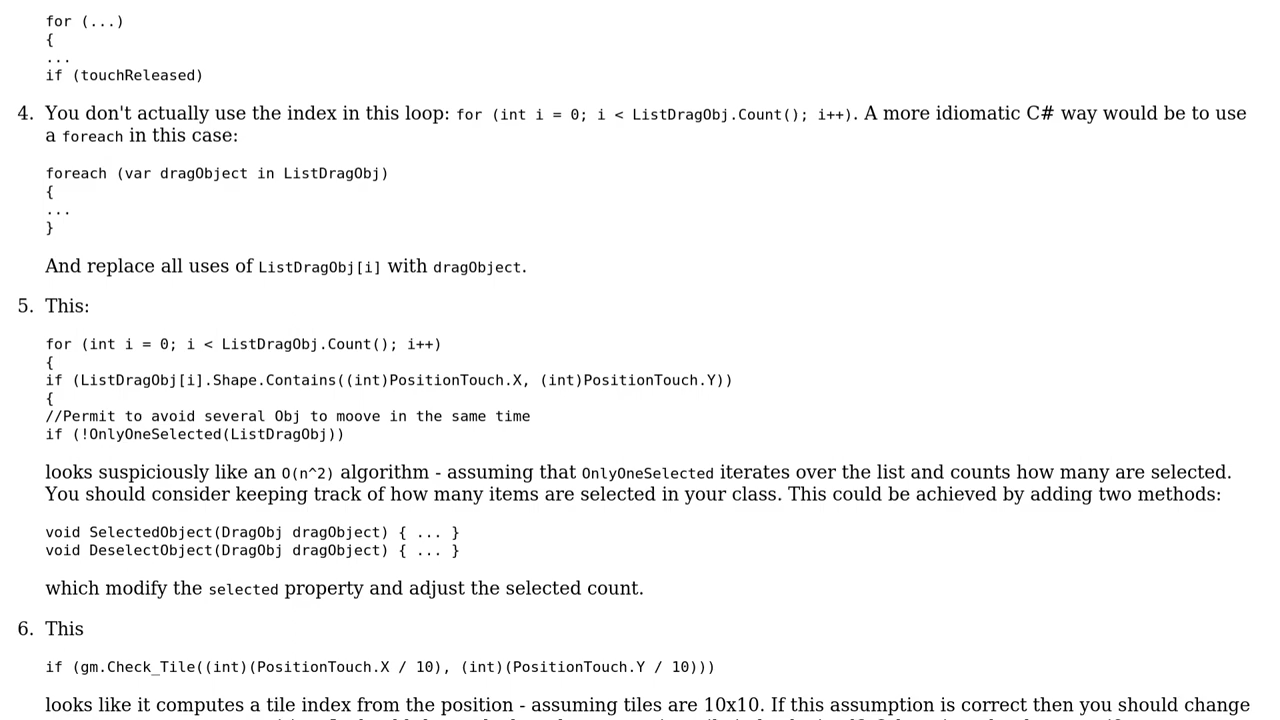 for (...)
{
...
if (touchReleased)
4. You don't actually use the index in this loop: for (int i = 0; i < ListDragObj.Count(); i++). A more idiomatic C# way would be to use
a foreach in this case:
foreach (var dragObject in ListDragObj)
{
...
}
And replace all uses of ListDragObj[i] with dragObject.
5. This:
for (int i = 0; i < ListDragObj.Count(); i++)
{
if (ListDragObj[i].Shape.Contains((int)PositionTouch.X, (int)PositionTouch.Y))
{
//Permit to avoid several Obj to moove in the same time
if (!OnlyOneSelected(ListDragObj))
looks suspiciously like an O(n^2) algorithm - assuming that OnlyOneSelected iterates over the list and counts how many are selected.
You should consider keeping track of how many items are selected in your class. This could be achieved by adding two methods:
void SelectedObject(DragObj dragObject) { ... }
void DeselectObject(DragObj dragObject) { ... }
which modify the selected property and adjust the selected count.
6. This
if (gm.Check_Tile((int)(PositionTouch.X / 10), (int)(PositionTouch.Y / 10)))
looks like it computes a tile index from the position - assuming tiles are 10x10. If this assumption is correct then you should change